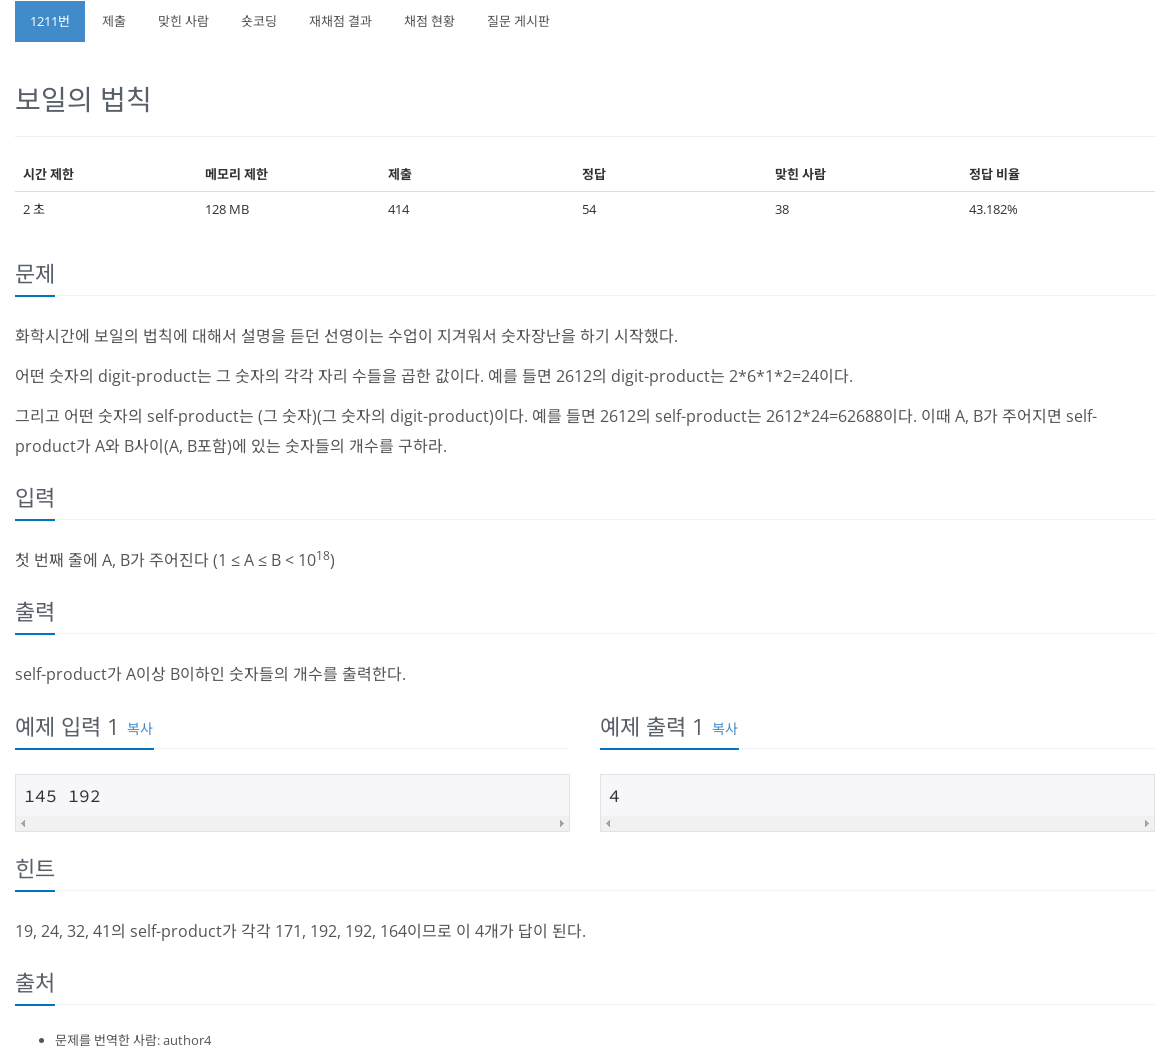 1211번 제출 맞힌 사람 숏코딩 재채점 결과 채점 현황 질문 게시판
보일의 법칙
시간 제한 메모리 제한 제출 정답 맞힌 사람 정답 비율
2 초 128 MB 414 54 38 43.182%
문제
화학시간에 보일의 법칙에 대해서 설명을 듣던 선영이는 수업이 지겨워서 숫자장난을 하기 시작했다.
어떤 숫자의 digit-product는 그 숫자의 각각 자리 수들을 곱한 값이다. 예를 들면 2612의 digit-product는 2*6*1*2=24이다.
그리고 어떤 숫자의 self-product는 (그 숫자)(그 숫자의 digit-product)이다. 예를 들면 2612의 self-product는 2612*24=62688이다. 이때 A, B가 주어지면 self-
product가 A와 B사이(A, B포함)에 있는 숫자들의 개수를 구하라.
입력
첫 번째 줄에 A, B가 주어진다 (1 ≤ A ≤ B < 10^18)
출력
self-product가 A이상 B이하인 숫자들의 개수를 출력한다.
예제 입력 1 복사 예제 출력 1 복사
145 192 4
힌트
19, 24, 32, 41의 self-product가 각각 171, 192, 192, 164이므로 이 4개가 답이 된다.
출처
문제를 번역한 사람: author4